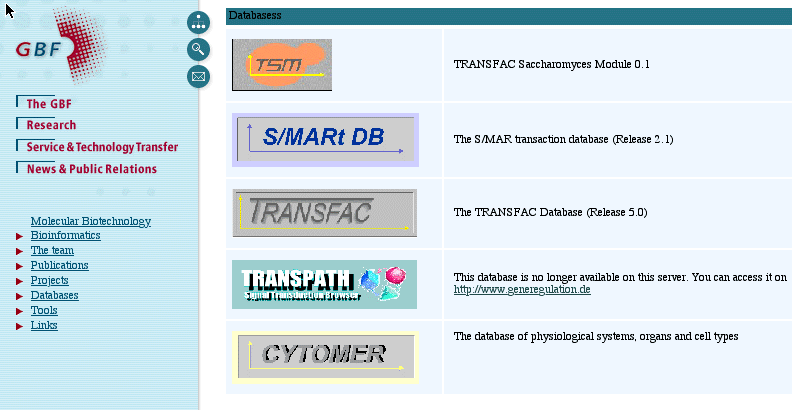 GBF
The GBF
Research
Service & Technology Transfer
News & Public Relations
Molecular Biotechnology
Bioinformatics
The team
Publications
Projects
Databases
Tools
Links
Databasess
TSM
TRANSFAC Saccharomyces Module 0.1
S/MARt DB
The S/MAR transaction database (Release 2.1)
TRANSFAC
The TRANSFAC Database (Release 5.0)
TRANSPATH
Signal Transduction Browser
This database is no longer available on this server. You can access it on
http://www.generegulation.de
CYTOMER
The database of physiological systems, organs and cell types